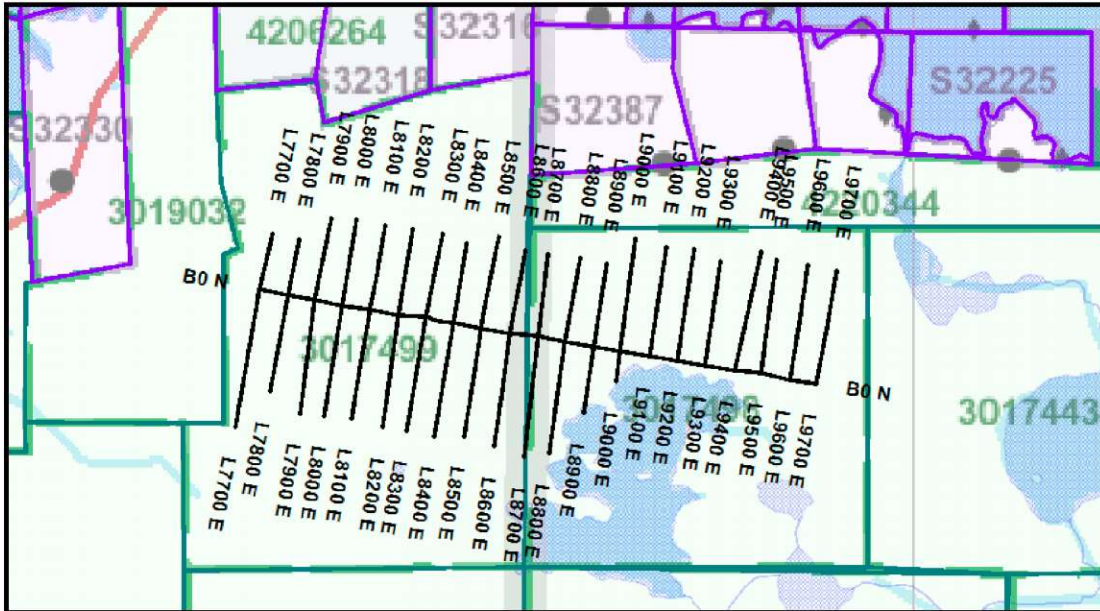 4206264
S32316
S32318
S32387
S32225
S32330
3019032
4220344
L7700 E
L7800 E
L7900 E
L8000 E
L8100 E
L8200 E
L8300 E
L8400 E
L8500 E
L8600 E
L8700 E
L8800 E
L8900 E
L9000 E
L9100 E
L9200 E
L9300 E
L9400 E
L9500 E
L9600 E
L9700 E
B0 N
3017499
B0 N
3017443
L7700 E
L7800 E
L7900 E
L8000 E
L8100 E
L8200 E
L8300 E
L8400 E
L8500 E
L8600 E
L8700 E
L8800 E
L8900 E
L9000 E
L9100 E
L9200 E
L9300 E
L9400 E
L9500 E
L9600 E
L9700 E